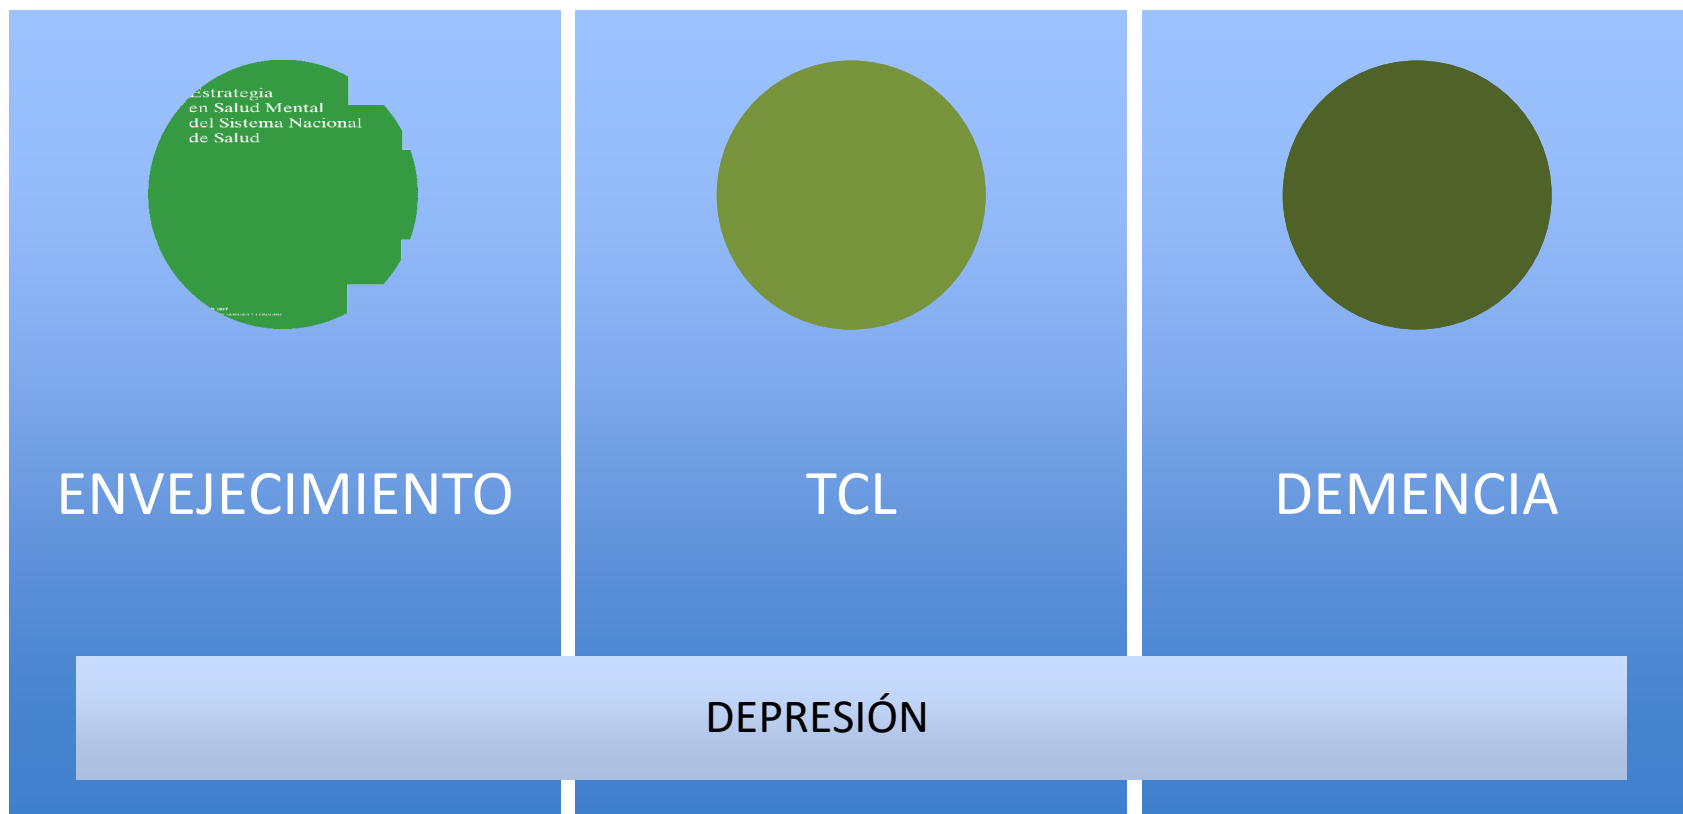 Estrategia
en Salud Mental
del Sistema Nacional
de Salud
ENVEJECIMIENTO
TCL
DEMENCIA
DEPRESIÓN